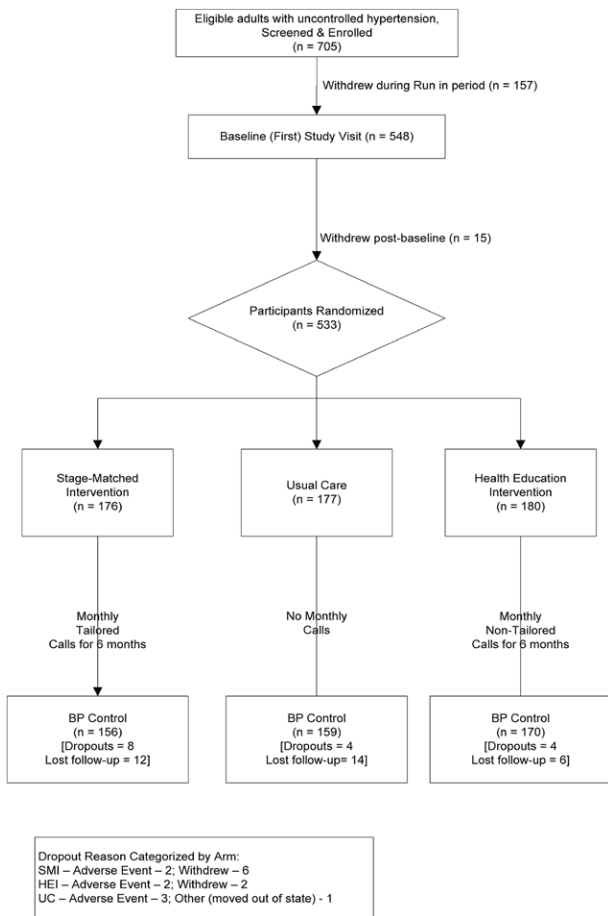 Eligible adults with uncontrolled hypertension,
Screened & Enrolled
(n = 705)
Withdrew during Run in period (n = 157)
Baseline (First) Study Visit (n = 548)
Withdrew post-baseline (n = 15)
Participants Randomized
(n = 533)
Stage-Matched
Intervention
(n = 176)
Usual Care
(n = 177)
Health Education
Intervention
(n = 180)
Monthly
Tailored
Calls for 6 months
No Monthly
Calls
Monthly
Non-Tailored
Calls for 6 months
BP Control
(n = 156)
[Dropouts = 8
Lost follow-up = 12]
BP Control
(n = 159)
[Dropouts = 4
Lost follow-up= 14]
BP Control
(n = 170)
[Dropouts = 4
Lost follow-up = 6]
Dropout Reason Categorized by Arm:
SMI – Adverse Event – 2; Withdrew – 6
HEI – Adverse Event – 2; Withdrew – 2
UC – Adverse Event – 3; Other (moved out of state) - 1